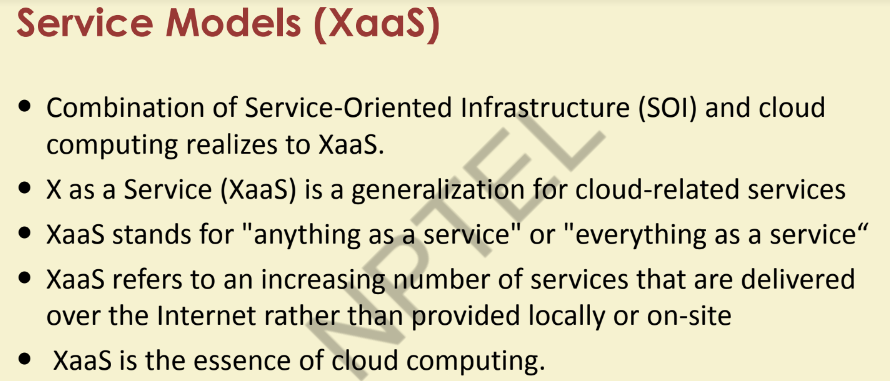 Service Models (XaaS)
• Combination of Service-Oriented Infrastructure (SOI) and cloud
computing realizes to XaaS.
• X as a Service (XaaS) is a generalization for cloud-related services
• XaaS stands for "anything as a service" or "everything as a service“
• XaaS refers to an increasing number of services that are delivered
over the Internet rather than provided locally or on-site
• XaaS is the essence of cloud computing.
NPTEL